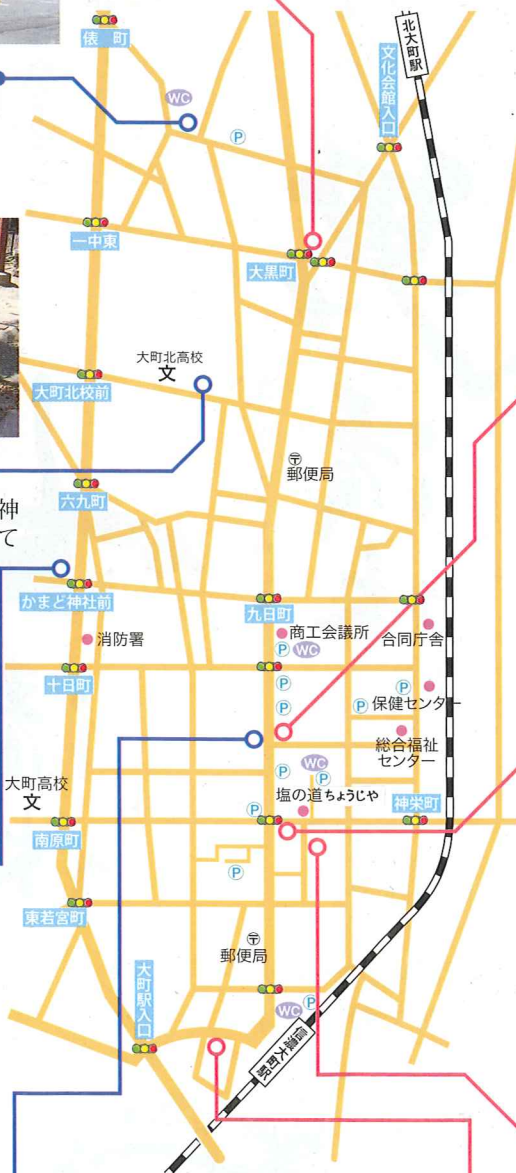 俵 町
北大町駅
文化会館入口
WC
P
一中東
大黒町
大町北高校
文
大町北校前
〒
郵便局
六九町
神
て
かまど神社前
九日町
消防署
商工会議所
合同庁舎
P
WC
十日町
P
P
P
保健センター
P
総合福祉
センター
WC
P
P
大町高校
文
塩の道ちょうじや
P
神栄町
南原町
P
東若宮町
〒
郵便局
大町駅入口
WC
P
信濃大町駅